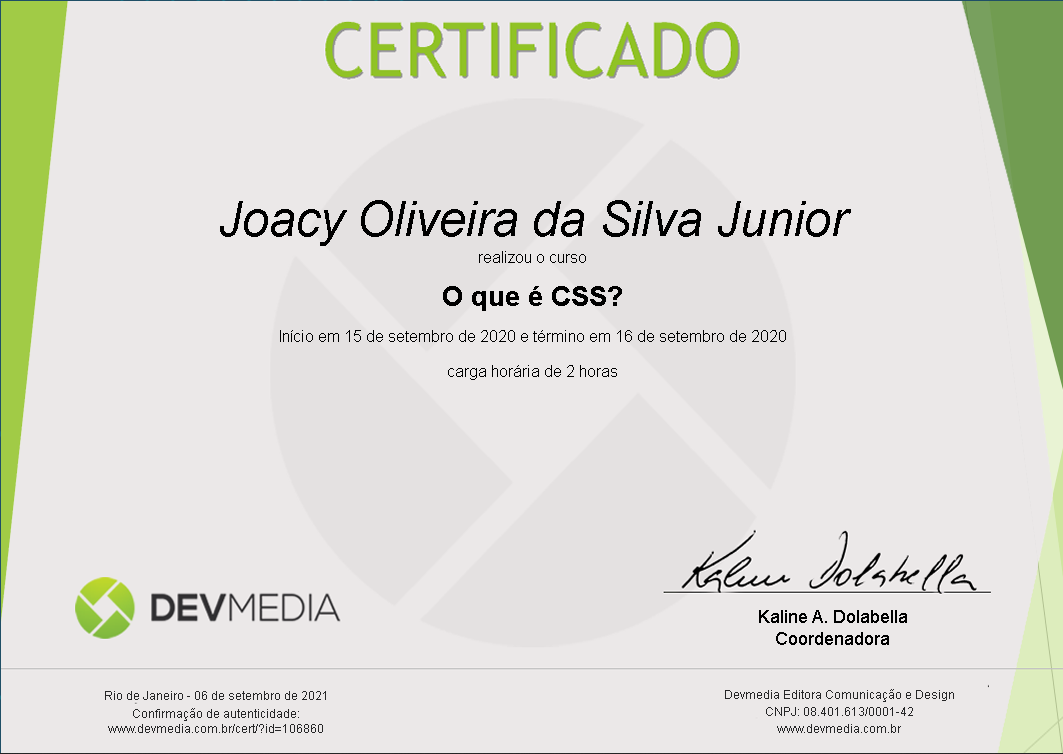 CERTIFICADO
Joacy Oliveira da Silva Junior
realizou o curso
O que é CSS?
Início em 15 de setembro de 2020 e término em 16 de setembro de 2020
carga horária de 2 horas
Kaline Dolabella
DEVMEDIA
Kaline A. Dolabella
Coordenadora
Rio de Janeiro - 06 de setembro de 2021
Confirmação de autenticidade:
www.devmedia.com.br/cert/?id=106860
Devmedia Editora Comunicação e Design
CNPJ: 08.401.613/0001-42
www.devmedia.com.br